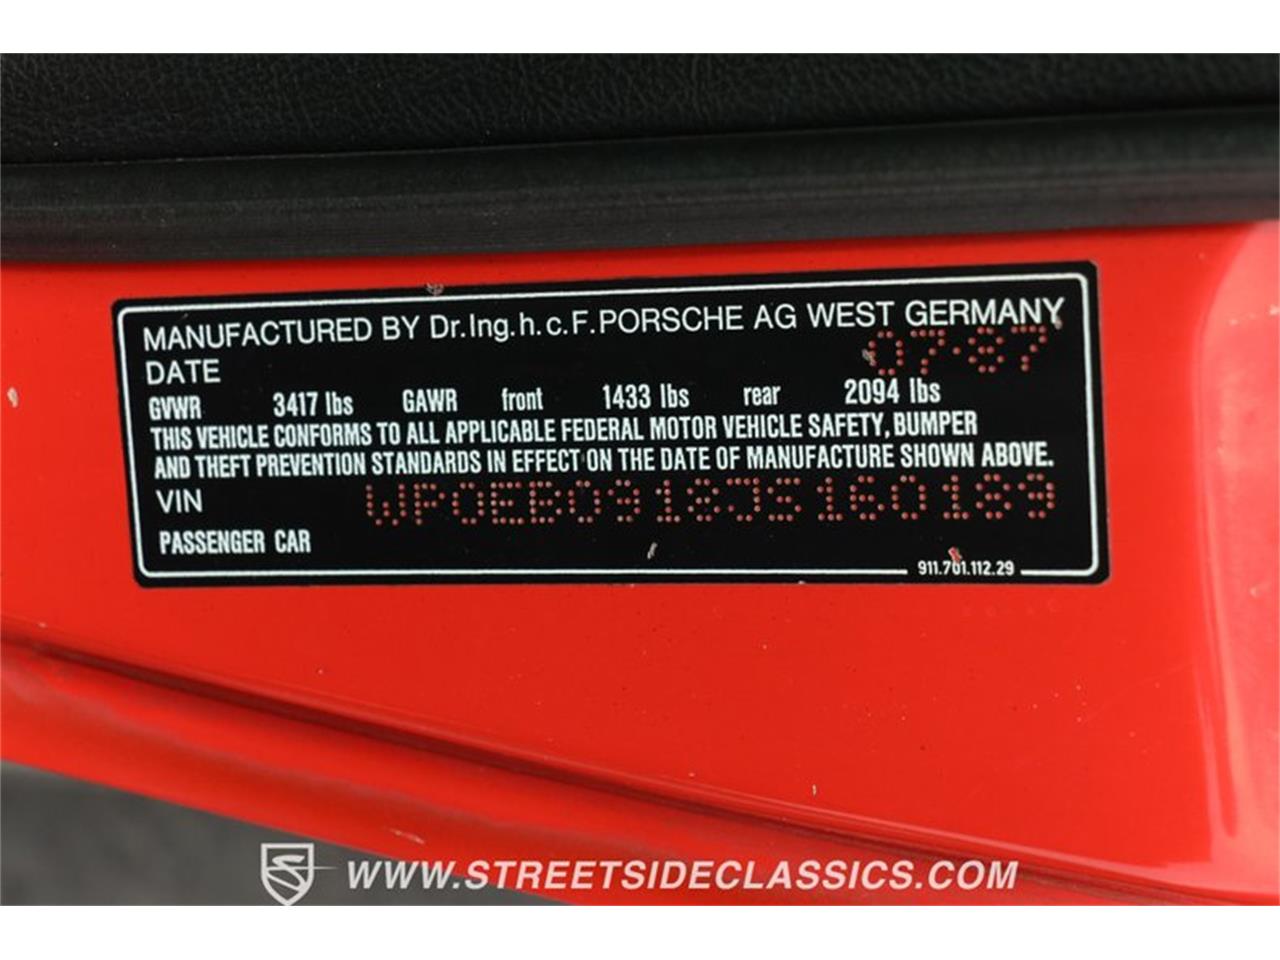 MANUFACTURED BY Dr.Ing.h.c.F.PORSCHE AG WEST GERMANY
DATE 07·87
GVWR 3417 lbs GAWR front 1433 lbs rear 2094 lbs
THIS VEHICLE CONFORMS TO ALL APPLICABLE FEDERAL MOTOR VEHICLE SAFETY, BUMPER
AND THEFT PREVENTION STANDARDS IN EFFECT ON THE DATE OF MANUFACTURE SHOWN ABOVE.
VIN WP0EB0918JS160189
PASSENGER CAR
911.701.112.29
WWW.STREETSIDECLASSICS.COM